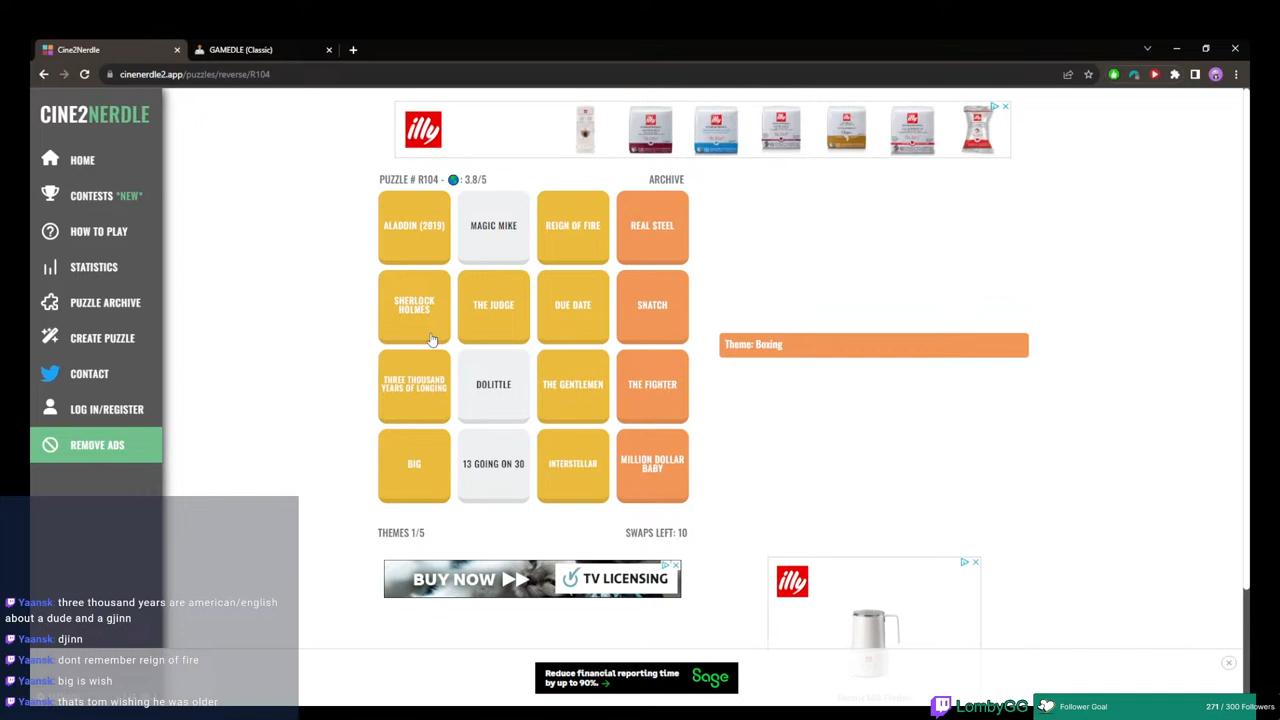 Cine2Nerdle
GAMEDLE (Classic)
cinenerdle2.app/puzzles/reverse/R104
CINE2NERDLE
HOME
CONTESTS *NEW*
HOW TO PLAY
STATISTICS
PUZZLE ARCHIVE
CREATE PUZZLE
CONTACT
LOG IN/REGISTER
REMOVE ADS
illy
PUZZLE # R104 - : 3.8/5
ARCHIVE
ALADDIN (2019)
MAGIC MIKE
REIGN OF FIRE
REAL STEEL
SHERLOCK
HOLMES
THE JUDGE
DUE DATE
SNATCH
THREE THOUSAND
YEARS OF LONGING
DOLITTLE
THE GENTLEMEN
THE FIGHTER
BIG
13 GOING ON 30
INTERSTELLAR
MILLION DOLLAR
BABY
Theme: Boxing
THEMES 1/5
SWAPS LEFT: 10
BUY NOW
TV LICENSING
illy
Reduce financial reporting time
by up to 90%. →
Sage
Yaansk: three thousand years are american/english
about a dude and a gjinn
Yaansk: djinn
Yaansk: dont remember reign of fire
Yaansk: big is wish
Yaansk: thats tom wishing he was older
LombyGG
Follower Goal
271 / 300 Followers